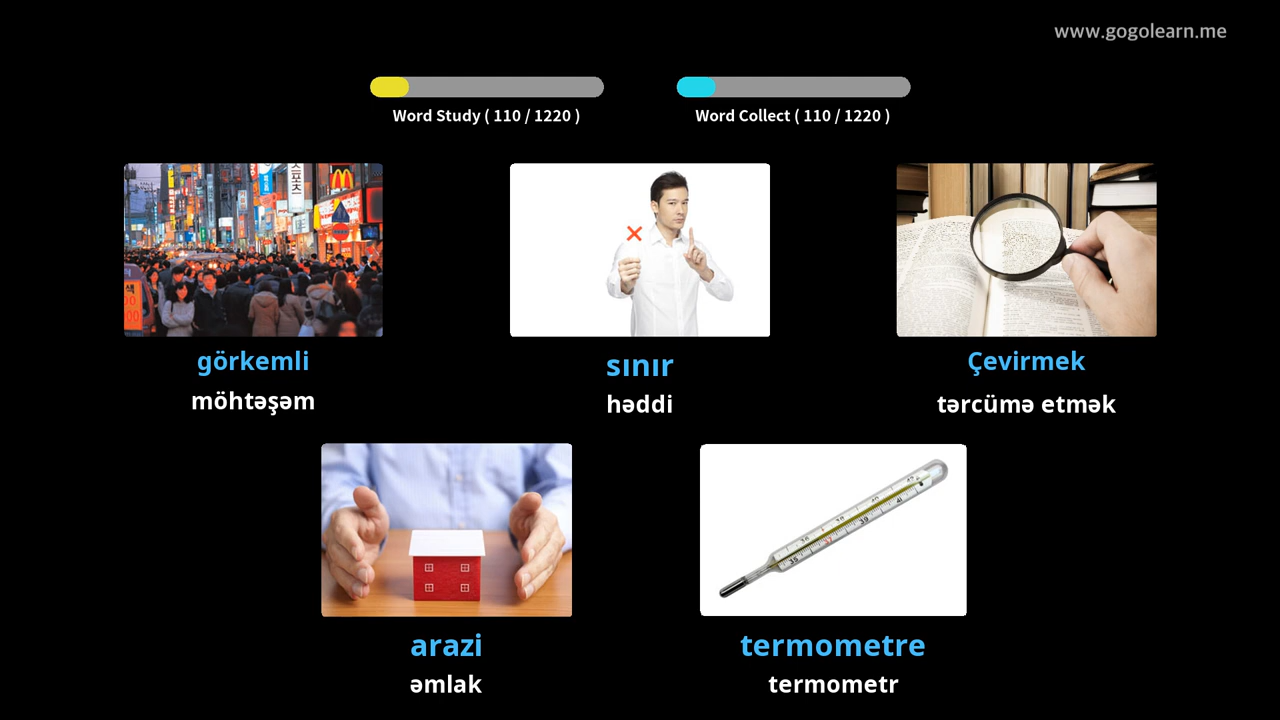 www.gogolearn.me
Word Study ( 110 / 1220 )
Word Collect ( 110 / 1220 )
görkemli
möhtəşəm
sınır
həddi
Çevirmek
tərcümə etmək
arazi
əmlak
termometre
termometr